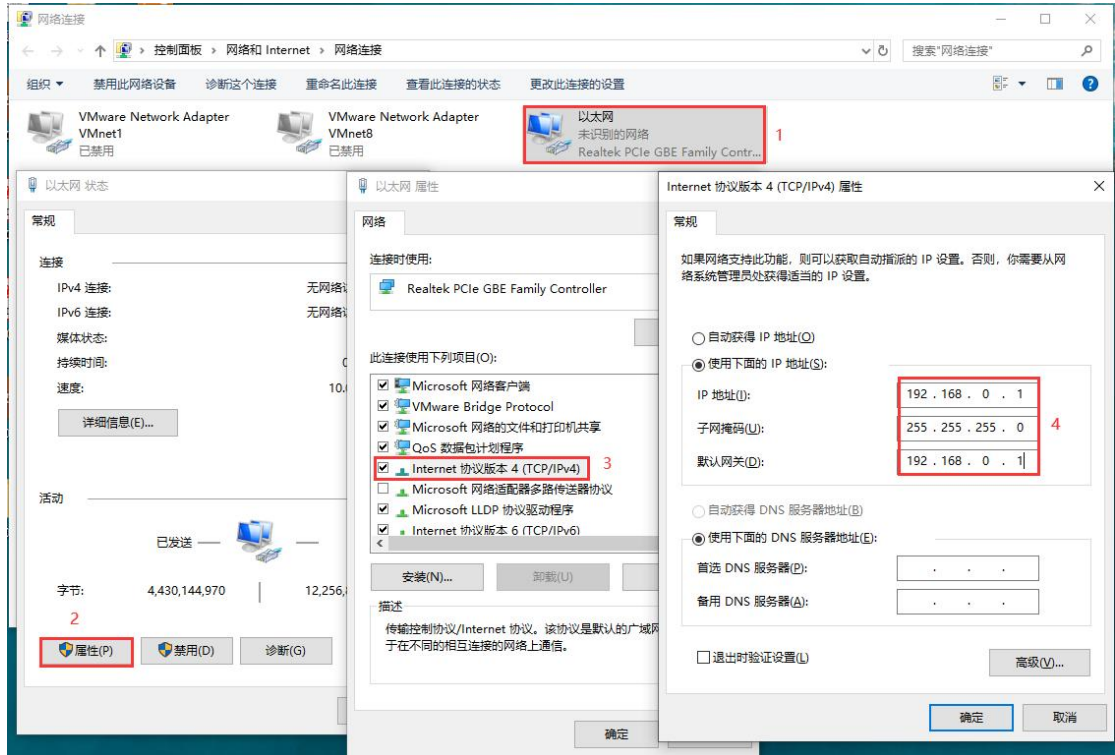 网络连接
控制面板 › 网络和 Internet › 网络连接
搜索"网络连接"
组织 禁用此网络设备 诊断这个连接 重命名此连接 查看此连接的状态 更改此连接的设置
VMware Network Adapter
VMnet1
已禁用
VMware Network Adapter
VMnet8
已禁用
以太网
未识别的网络
Realtek PCIe GBE Family Contr...
1
以太网 状态
常规
连接
IPv4 连接: 无网络
IPv6 连接: 无网络
媒体状态:
持续时间:
速度: 10.
详细信息(E)...
活动
已发送
字节: 4,430,144,970 12,256,
2
属性(P) 禁用(D) 诊断(G)
以太网 属性
网络
连接时使用:
Realtek PCIe GBE Family Controller
此连接使用下列项目(O):
Microsoft 网络客户端
VMware Bridge Protocol
Microsoft 网络的文件和打印机共享
QoS 数据包计划程序
Internet 协议版本 4 (TCP/IPv4)
3
Microsoft 网络适配器多路传送器协议
Microsoft LLDP 协议驱动程序
Internet 协议版本 6 (TCP/IPv6)
安装(N)... 卸载(U)
描述
传输控制协议/Internet 协议。该协议是默认的广域网
于在不同的相互连接的网络上通信。
确定
Internet 协议版本 4 (TCP/IPv4) 属性
常规
如果网络支持此功能，则可以获取自动指派的 IP 设置。否则，你需要从网
络系统管理员处获得适当的 IP 设置。
自动获得 IP 地址(O)
使用下面的 IP 地址(S):
IP 地址(I): 192 . 168 . 0 . 1
子网掩码(U): 255 . 255 . 255 . 0
4
默认网关(D): 192 . 168 . 0 . 1
自动获得 DNS 服务器地址(B)
使用下面的 DNS 服务器地址(E):
首选 DNS 服务器(P): . . .
备用 DNS 服务器(A): . . .
退出时验证设置(L)
高级(V)...
确定 取消